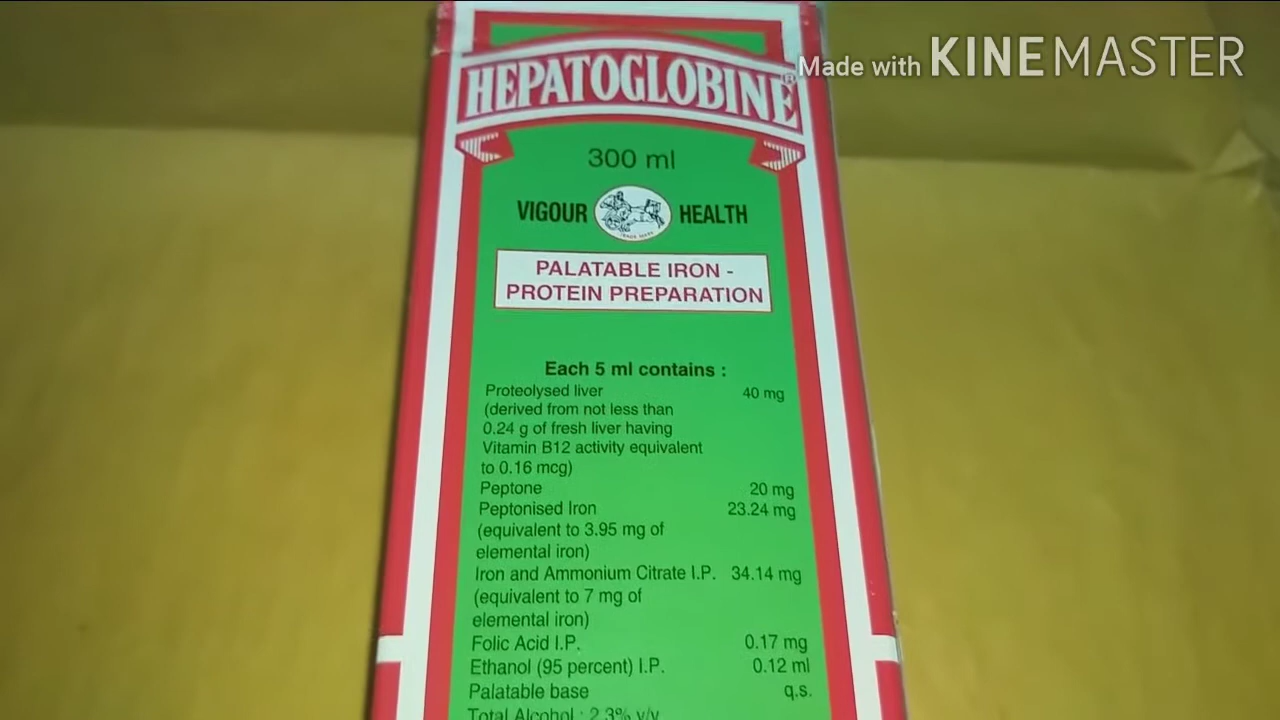 Made with KINEMASTER
HEPATOGLOBINE®
300 ml
VIGOUR HEALTH
TRADE MARK
PALATABLE IRON -
PROTEIN PREPARATION
Each 5 ml contains :
Proteolysed liver 40 mg
(derived from not less than
0.24 g of fresh liver having
Vitamin B12 activity equivalent
to 0.16 mcg)
Peptone 20 mg
Peptonised Iron 23.24 mg
(equivalent to 3.95 mg of
elemental iron)
Iron and Ammonium Citrate I.P. 34.14 mg
(equivalent to 7 mg of
elemental iron)
Folic Acid I.P. 0.17 mg
Ethanol (95 percent) I.P. 0.12 ml
Palatable base q.s.
Total Alcohol : 2.3% v/v